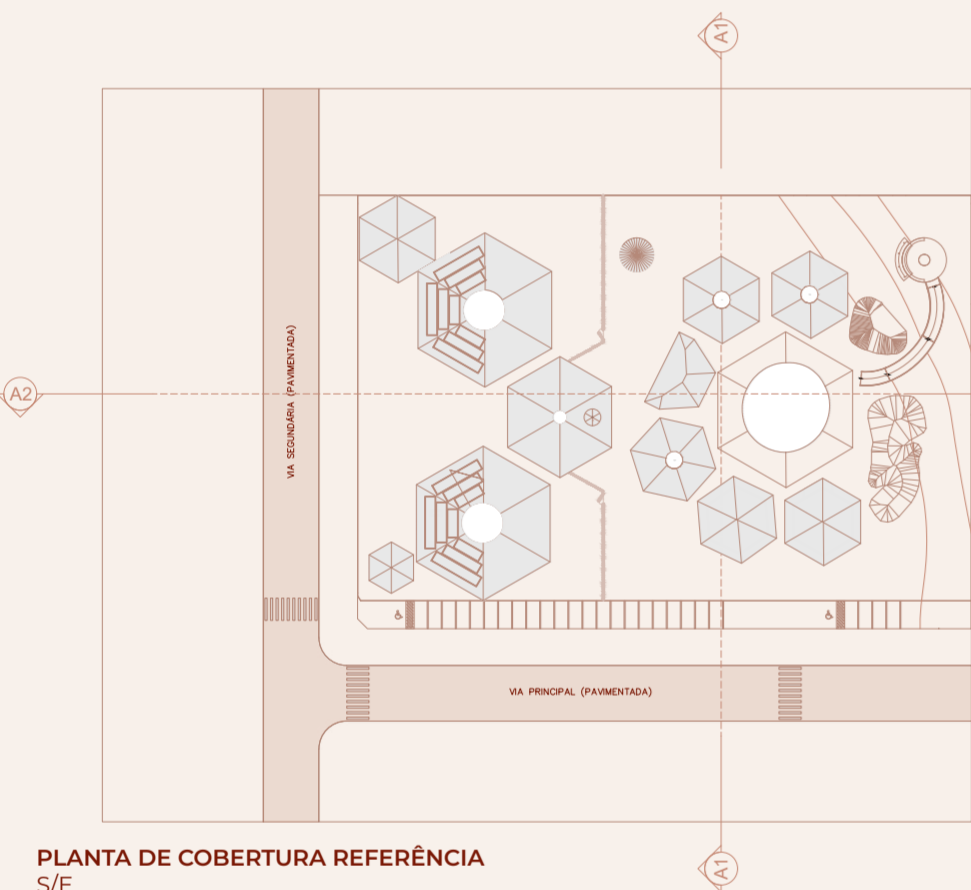 A1
A2
VIA SEGUNDÁRIA (PAVIMENTADA)
VIA PRINCIPAL (PAVIMENTADA)
A1
PLANTA DE COBERTURA REFERÊNCIA
S/E